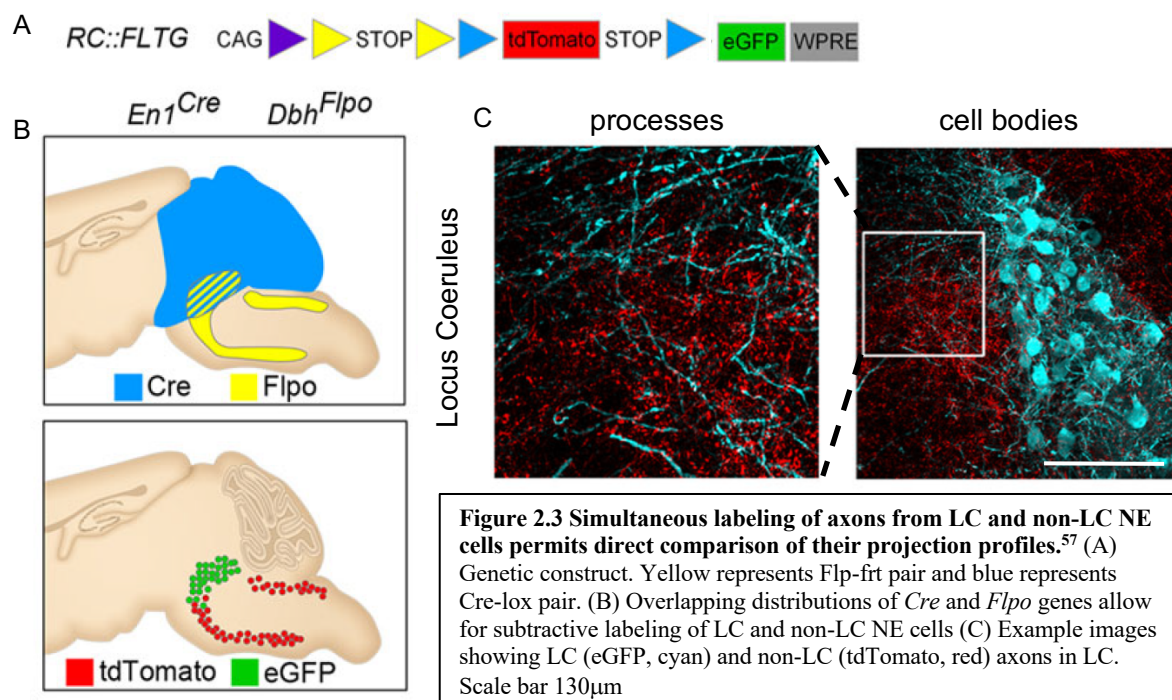 A
RC::FLTG CAG STOP tdTomato STOP eGFP WPRE
En1Cre DbhFlpo
B
Cre Flpo
tdTomato eGFP
C
processes cell bodies
Locus Coeruleus
Figure 2.3 Simultaneous labeling of axons from LC and non-LC NE
cells permits direct comparison of their projection profiles.57 (A)
Genetic construct. Yellow represents Flp-frt pair and blue represents
Cre-lox pair. (B) Overlapping distributions of Cre and Flpo genes allow
for subtractive labeling of LC and non-LC NE cells (C) Example images
showing LC (eGFP, cyan) and non-LC (tdTomato, red) axons in LC.
Scale bar 130μm